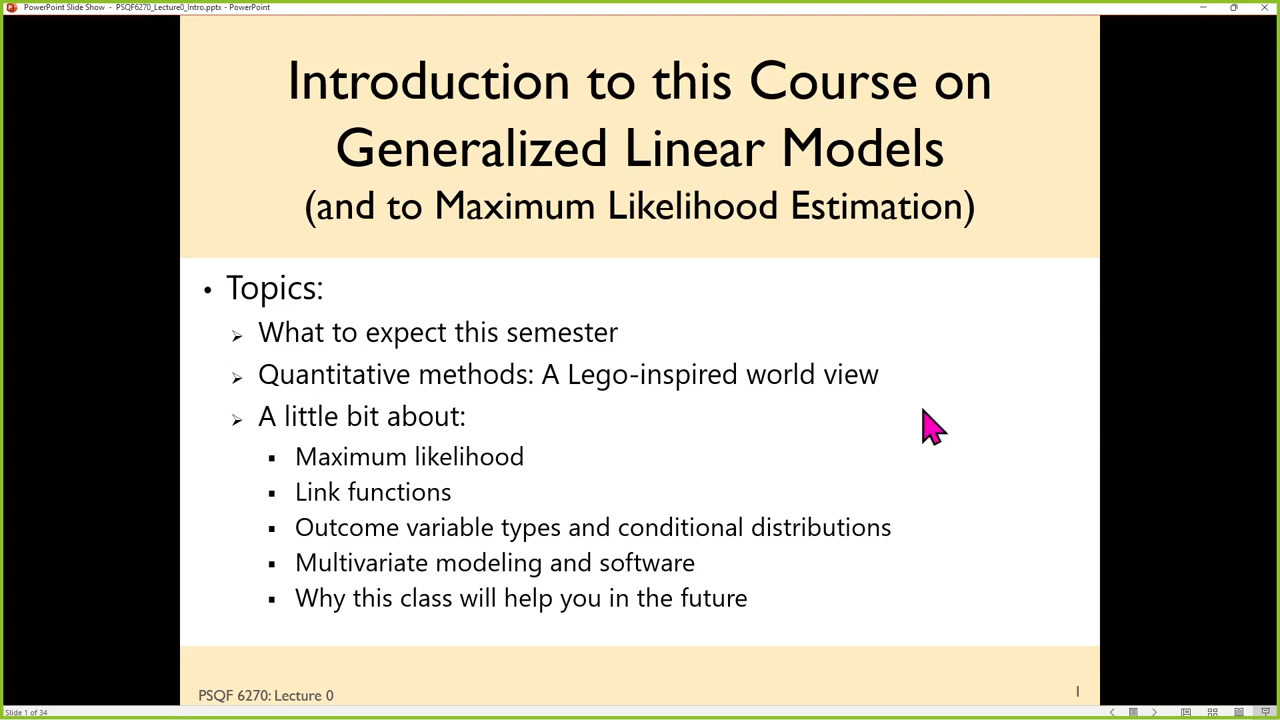 PowerPoint Slide Show - PSQF6270_Lecture0_Intro.pptx - PowerPoint
Introduction to this Course on
Generalized Linear Models
(and to Maximum Likelihood Estimation)
• Topics:
➢ What to expect this semester
➢ Quantitative methods: A Lego-inspired world view
➢ A little bit about:
▪ Maximum likelihood
▪ Link functions
▪ Outcome variable types and conditional distributions
▪ Multivariate modeling and software
▪ Why this class will help you in the future
PSQF 6270: Lecture 0
1
Slide 1 of 34